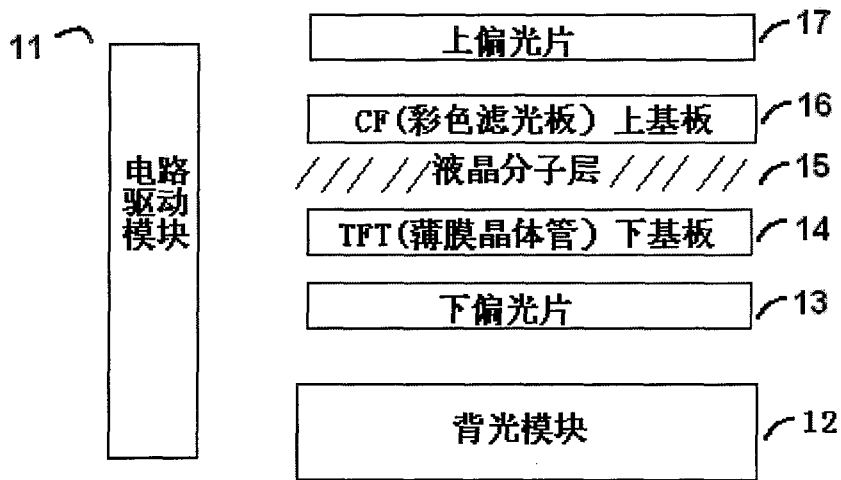 11
上偏光片 17
CF(彩色滤光板) 上基板 16
液晶分子层 15
电路
驱动
模块
TFT(薄膜晶体管) 下基板 14
下偏光片 13
背光模块 12